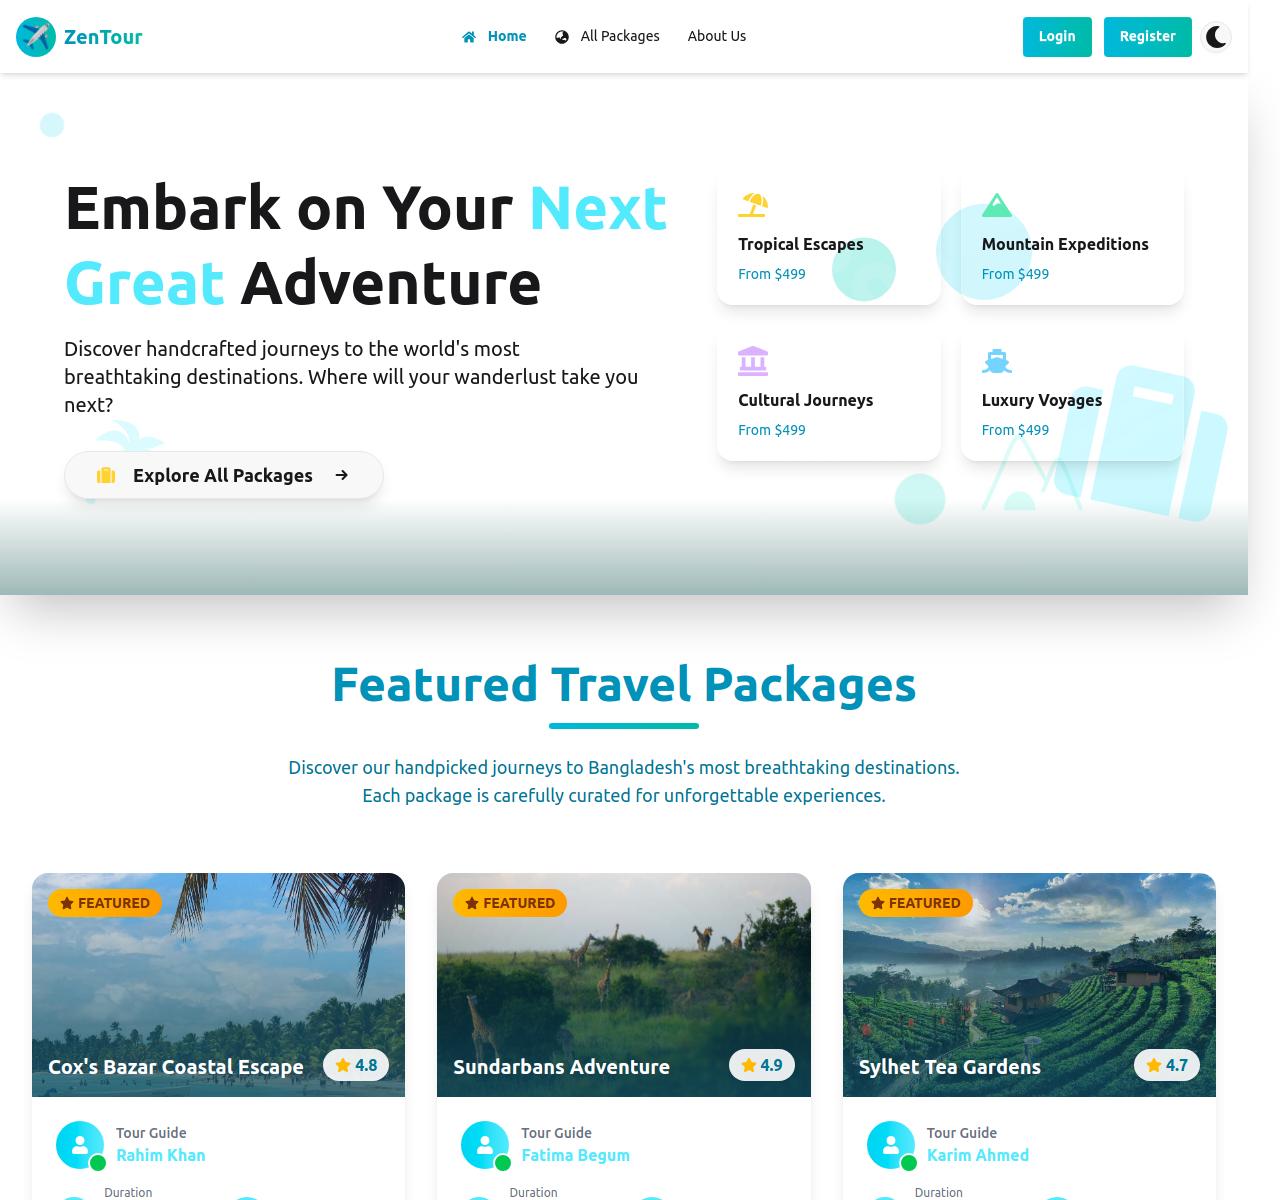 ZenTour
Home
All Packages
About Us
Login
Register
Embark on Your Next
Great Adventure
Discover handcrafted journeys to the world's most
breathtaking destinations. Where will your wanderlust take you
next?
Explore All Packages
Tropical Escapes
From $499
Mountain Expeditions
From $499
Cultural Journeys
From $499
Luxury Voyages
From $499
Featured Travel Packages
Discover our handpicked journeys to Bangladesh's most breathtaking destinations.
Each package is carefully curated for unforgettable experiences.
FEATURED
Cox's Bazar Coastal Escape
4.8
Tour Guide
Rahim Khan
Duration
FEATURED
Sundarbans Adventure
4.9
Tour Guide
Fatima Begum
Duration
FEATURED
Sylhet Tea Gardens
4.7
Tour Guide
Karim Ahmed
Duration